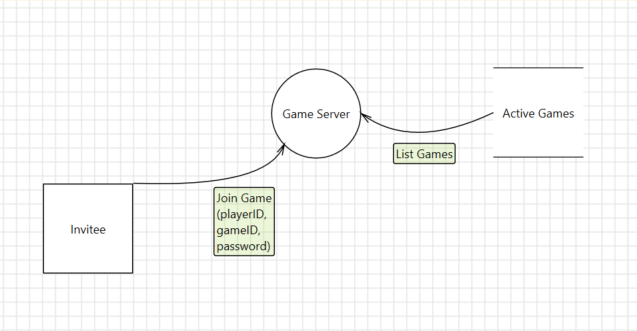 Game Server
Active Games
List Games
Join Game
(playerID,
gameID,
password)
Invitee